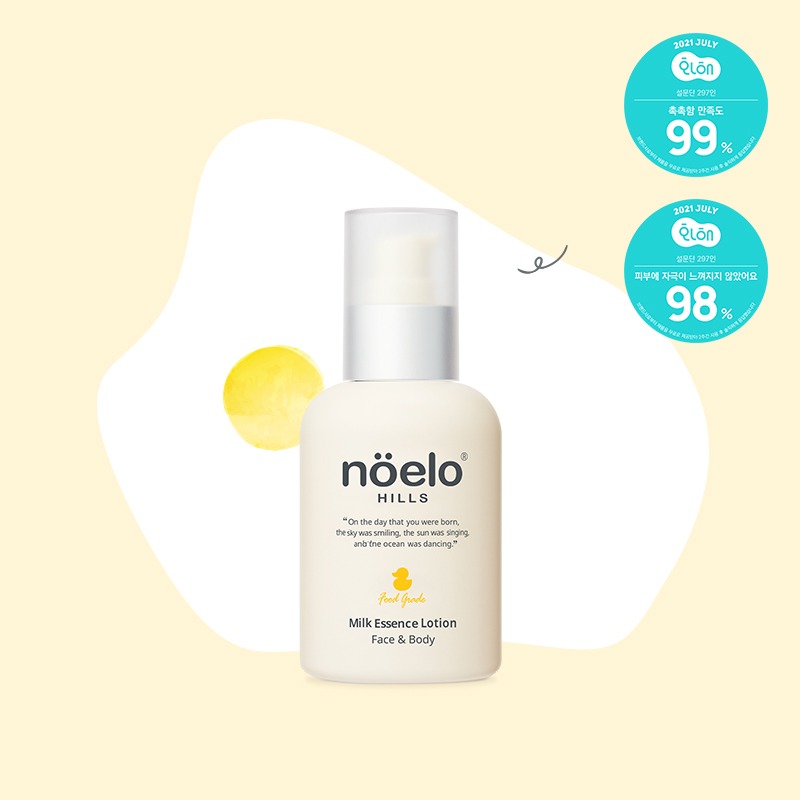 2021 JULY
설문단 297인
촉촉함 만족도
99%
2021 JULY
설문단 297인
피부에 자극이 느껴지지 않았어요
98%
nöelo®
HILLS
“On the day that you were born,
the sky was smiling, the sun was singing,
and the ocean was dancing.”
Food Grade
Milk Essence Lotion
Face & Body